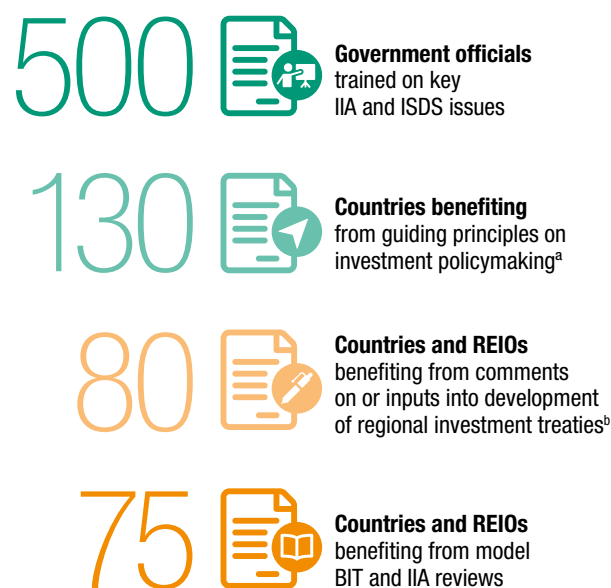 500
Government officials
trained on key
IIA and ISDS issues
130
Countries benefiting
from guiding principles on
investment policymakingᵃ
80
Countries and REIOs
benefiting from comments
on or inputs into development
of regional investment treatiesᵇ
75
Countries and REIOs
benefiting from model
BIT and IIA reviews